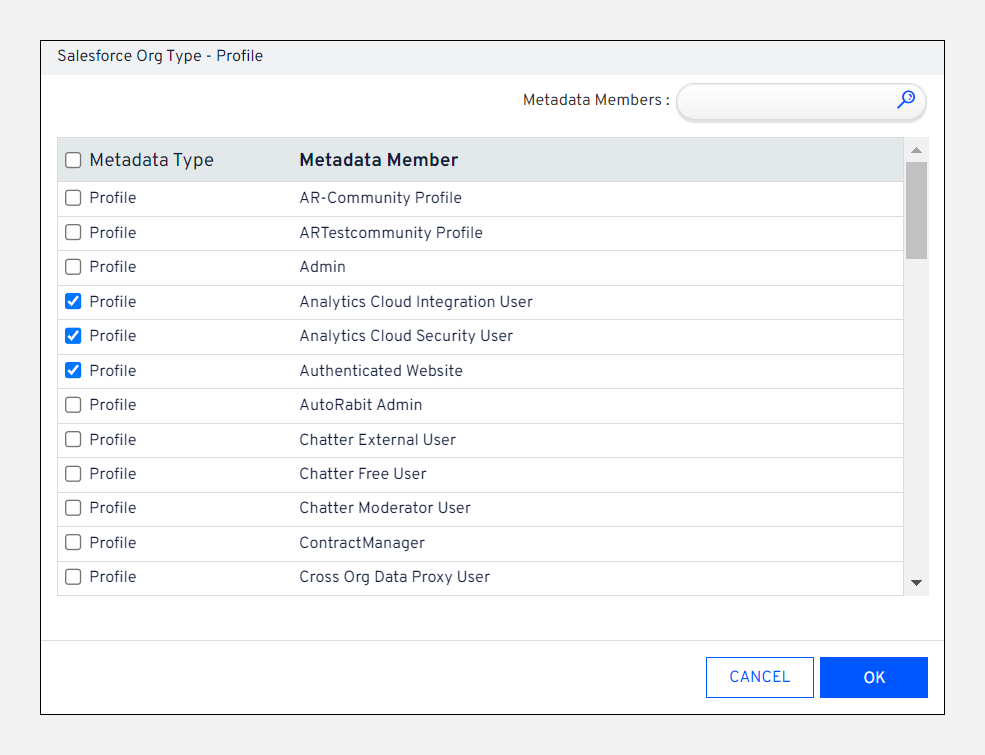 Salesforce Org Type - Profile
Metadata Members :
Metadata Type Metadata Member
Profile AR-Community Profile
Profile ARTestcommunity Profile
Profile Admin
Profile Analytics Cloud Integration User
Profile Analytics Cloud Security User
Profile Authenticated Website
Profile AutoRabit Admin
Profile Chatter External User
Profile Chatter Free User
Profile Chatter Moderator User
Profile ContractManager
Profile Cross Org Data Proxy User
CANCEL OK